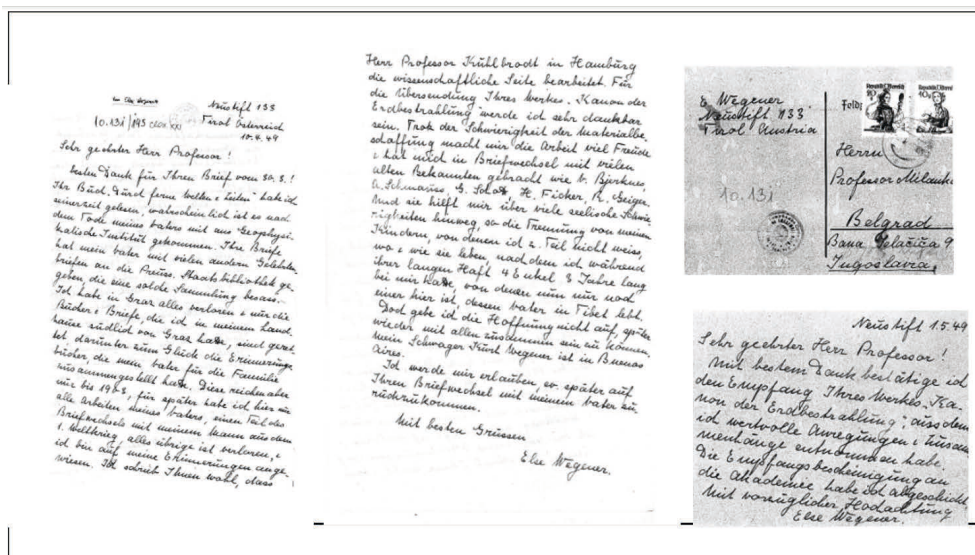 von Else Wegener
Neustift 133
Tirol Österreich
10.4.49
Sehr geehrter Herr Professor!
besten Dank für Ihren Brief vom 30.3.!
Ihr Buch „Durch ferne Welten & Zeiten" habe ich
seinerzeit gelesen, wahrscheinlich ist es nach
dem Tode meines Vaters mit ans Geophysi-
kalische Institut gekommen. Ihre Briefe
hat mein Vater mit vielen andern Gelehrten-
briefen an die Preuss. Staatsbibliothek ge-
geben, die eine solche Sammlung besass.
Ich habe in Graz alles verloren & nur die
Bücher & Briefe, die ich in meinem Land-
hause südlich von Graz hatte, sind geret-
tet darunter zum Glück die Erinnerungs-
bücher, die mein Vater für die Familie
zusammengestellt hatte. Diese reichen aber
nur bis, für später habe ich hier nur
alle Arbeiten meines Vaters, einen Teil des
Briefwechsels mit meinem Mann aus dem
1. Weltkrieg, alles übrige ist verloren, &
ich bin auf meine Erinnerungen ange-
wiesen. Ich schrieb Ihnen wohl, dass
Herr Professor Kuhlbrodt in Hamburg
die wissenschaftliche Seite bearbeitet. Für
die Übersendung Ihres Werkes „Kanon der
Erdbestrahlung werde ich sehr dankbar
sein. Trotz der Schwierigkeit der Materialbe-
schaffung macht mir die Arbeit viel Freude
& hat mich in Briefwechsel mit vielen
alten Bekannten gebracht wie V. Bjerknes,
A. Schmauss, H. Ficker, R. Geiger.
Und sie hilft mir über viele seelische Schwie-
rigkeiten hinweg, so die Trennung von meinen
Kindern, von denen ich z. Teil nicht weiss,
wo & wie sie leben, nachdem ich während
ihrer langen Haft 4 Enkel 3 Jahre lang
bei mir hatte, von denen nun nur noch
einer hier ist, dessen Vater in Tibet lebt.
Doch gebe ich die Hoffnung nicht auf, später
wieder mit allen zusammen sein zu können.
Mein Schwager Kurt Wegener ist in Buenos
Aires.
Ich werde mir erlauben, ev. später auf
Ihren Briefwechsel mit meinem Vater zu-
rückzukommen.
Mit besten Grüssen
Else Wegener.
E. Wegener
Neustift 133
Tirol Austria
Herrn
Professor
Belgrad
Bana Jelačića 9
Jugoslavia.
10.13i
Neustift 1.5.49
Sehr geehrter Herr Professor!
Mit bestem Dank bestätige ich
den Empfang Ihres Werkes „Ka-
non der Erdbestrahlung", aus dem
ich wertvolle Anregungen & Zusam-
menhänge entnommen habe.
Die Empfangsbescheinigung an
die Akademie habe ich abgeschickt.
Mit vorzüglicher Hochachtung
Else Wegener.